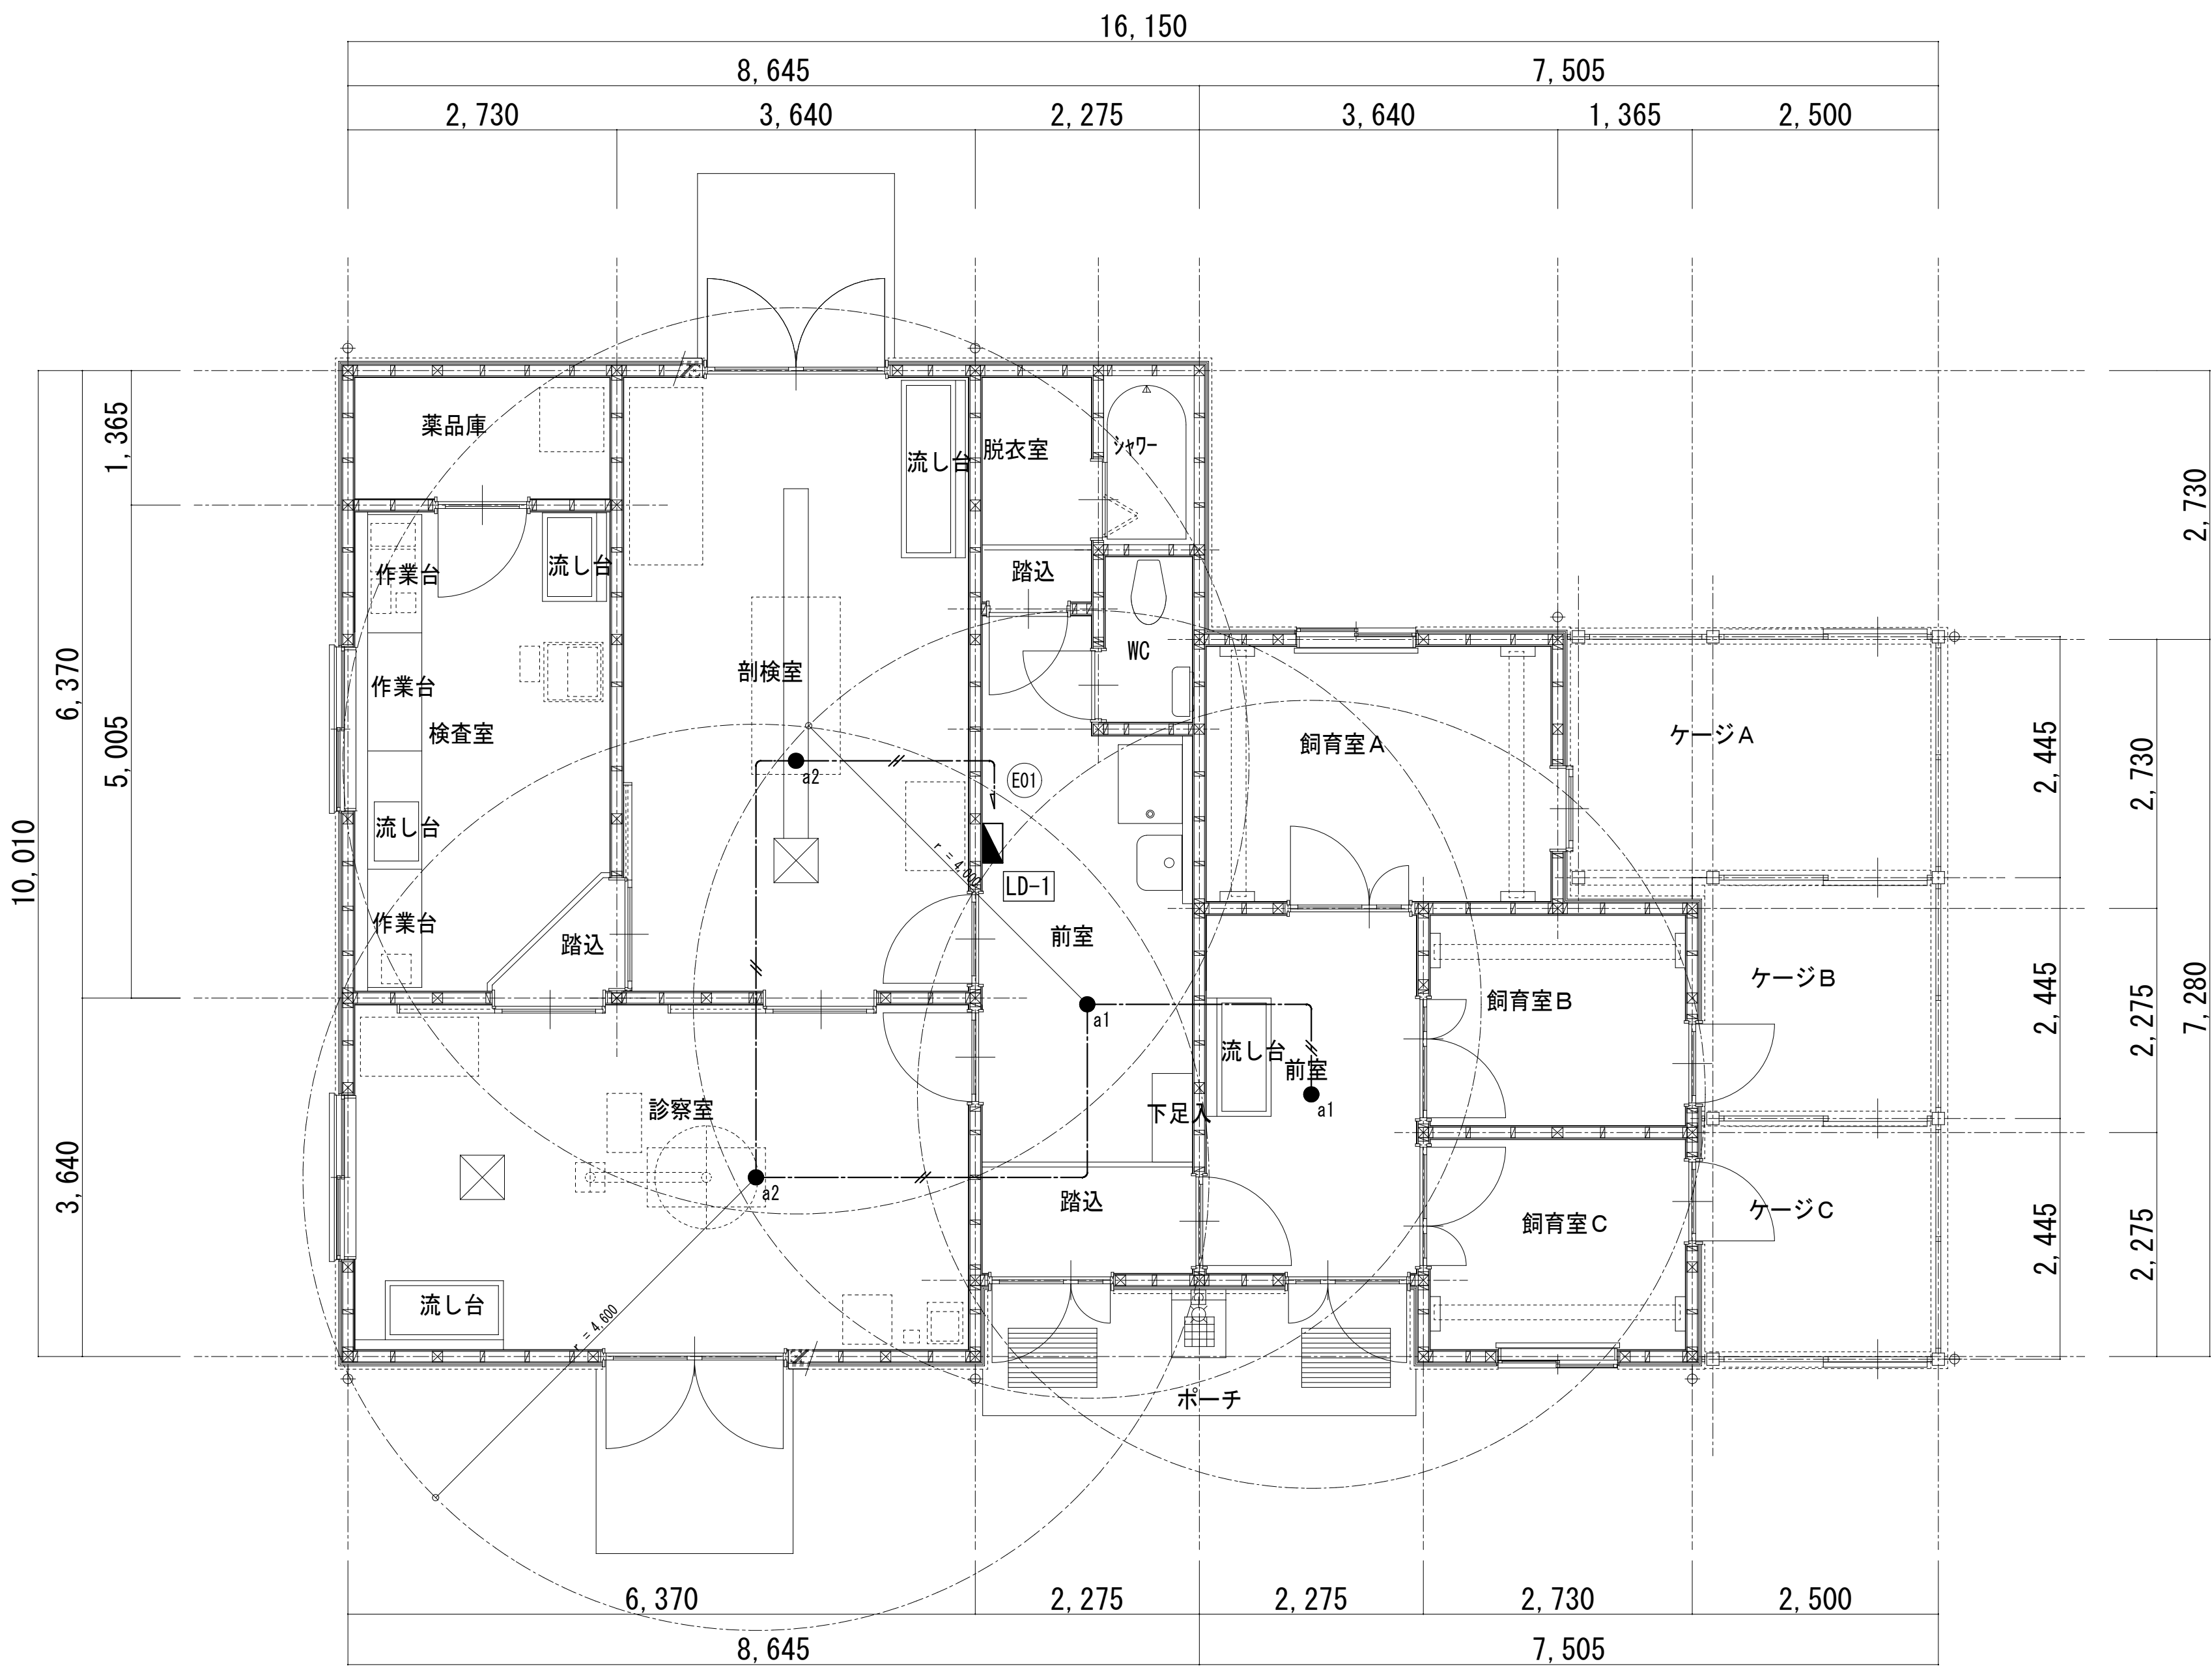 16,150
8,645
7,505
2,730
3,640
2,275
3,640
1,365
2,500
10,010
6,370
3,640
1,365
5,005
薬品庫
流し台
脱衣室
シャワー
作業台
流し台
踏込
作業台
検査室
剖検室
WC
飼育室A
ケージA
a2
E01
流し台
r = 4,000
LD-1
作業台
踏込
前室
ケージB
飼育室B
a1
流し台
前室
a1
診察室
下足入
a2
踏込
飼育室C
ケージC
流し台
r = 4,600
ポーチ
2,445
2,445
2,445
2,730
2,275
2,275
2,730
7,280
6,370
2,275
2,275
2,730
2,500
8,645
7,505